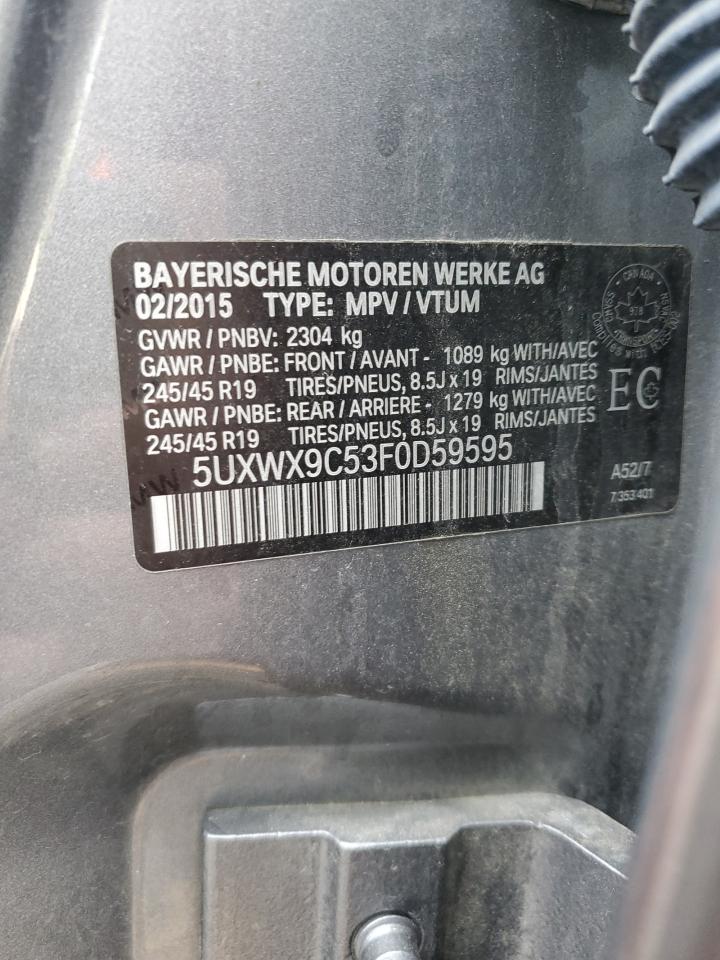 BAYERISCHE MOTOREN WERKE AG
02/2015 TYPE: MPV / VTUM
GVWR / PNBV: 2304 kg
GAWR / PNBE: FRONT / AVANT - 1089 kg WITH/AVEC
245/45 R19 TIRES/PNEUS, 8.5J x 19 RIMS/JANTES
GAWR / PNBE: REAR / ARRIERE - 1279 kg WITH/AVEC
245/45 R19 TIRES/PNEUS, 8.5J x 19 RIMS/JANTES
5UXWX9C53F0D59595
CANADA
978
EC
A52/7
7 353 401